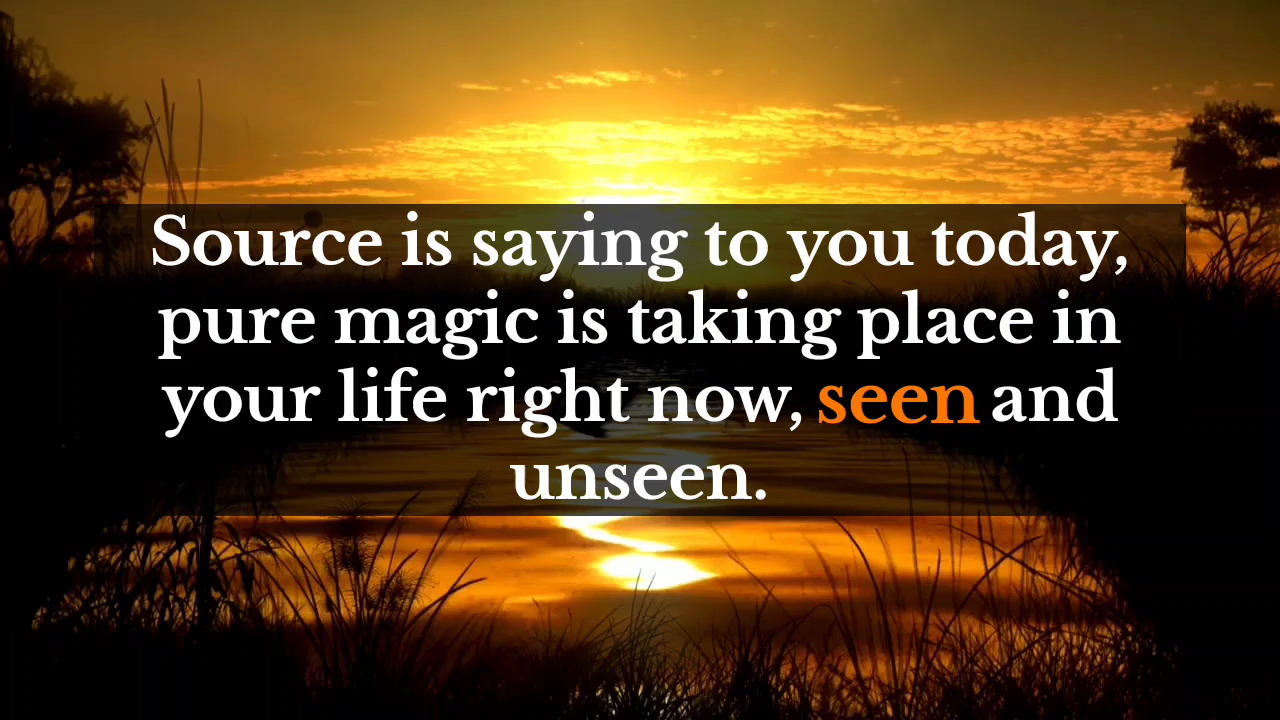 Source is saying to you today,
pure magic is taking place in
your life right now, seen and
unseen.